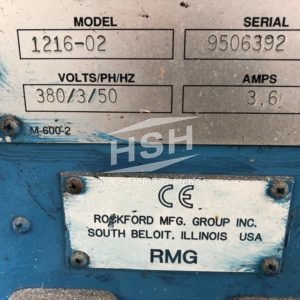 MODEL SERIAL
1216-02 9506392
VOLTS/PH/HZ AMPS
380/3/50 3.6
M-600-2
HSH
CE
ROCKFORD MFG. GROUP INC.
SOUTH BELOIT, ILLINOIS USA
RMG